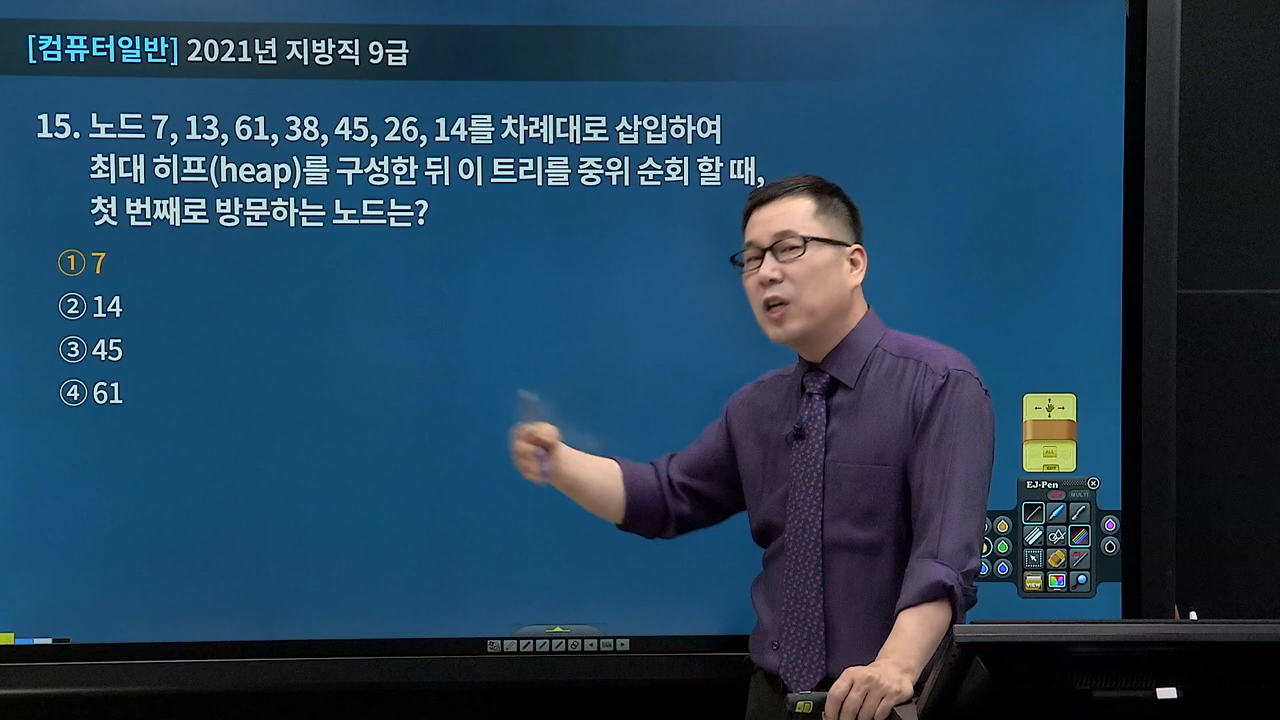 [컴퓨터일반] 2021년 지방직 9급
15. 노드 7, 13, 61, 38, 45, 26, 14를 차례대로 삽입하여
최대 히프(heap)를 구성한 뒤 이 트리를 중위 순회 할 때,
첫 번째로 방문하는 노드는?
① 7
② 14
③ 45
④ 61
ALL
EJ-Pen
MULTI
VIEW